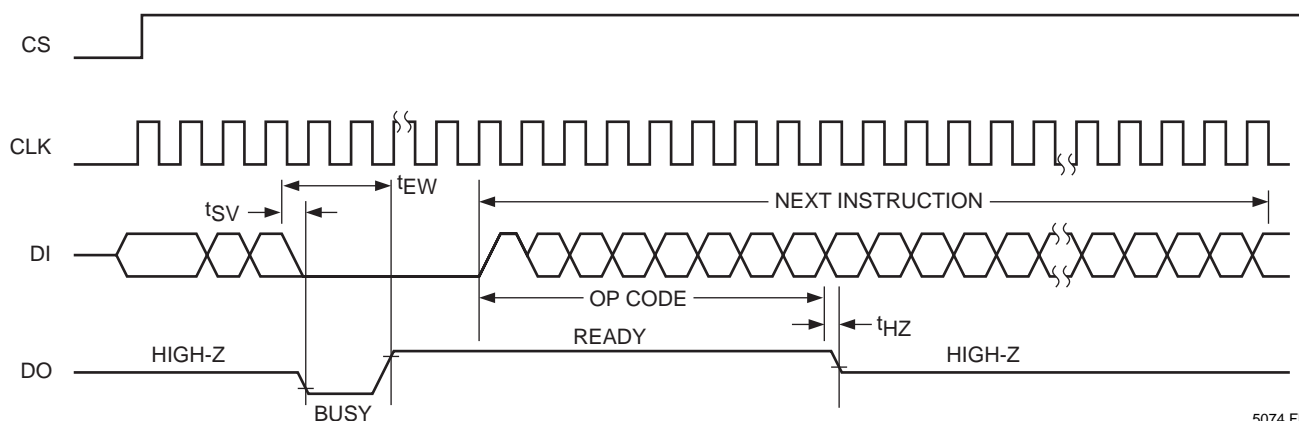 CS
CLK
tEW
tSV
NEXT INSTRUCTION
DI
OP CODE
tHZ
READY
HIGH-Z
HIGH-Z
DO
BUSY
5074